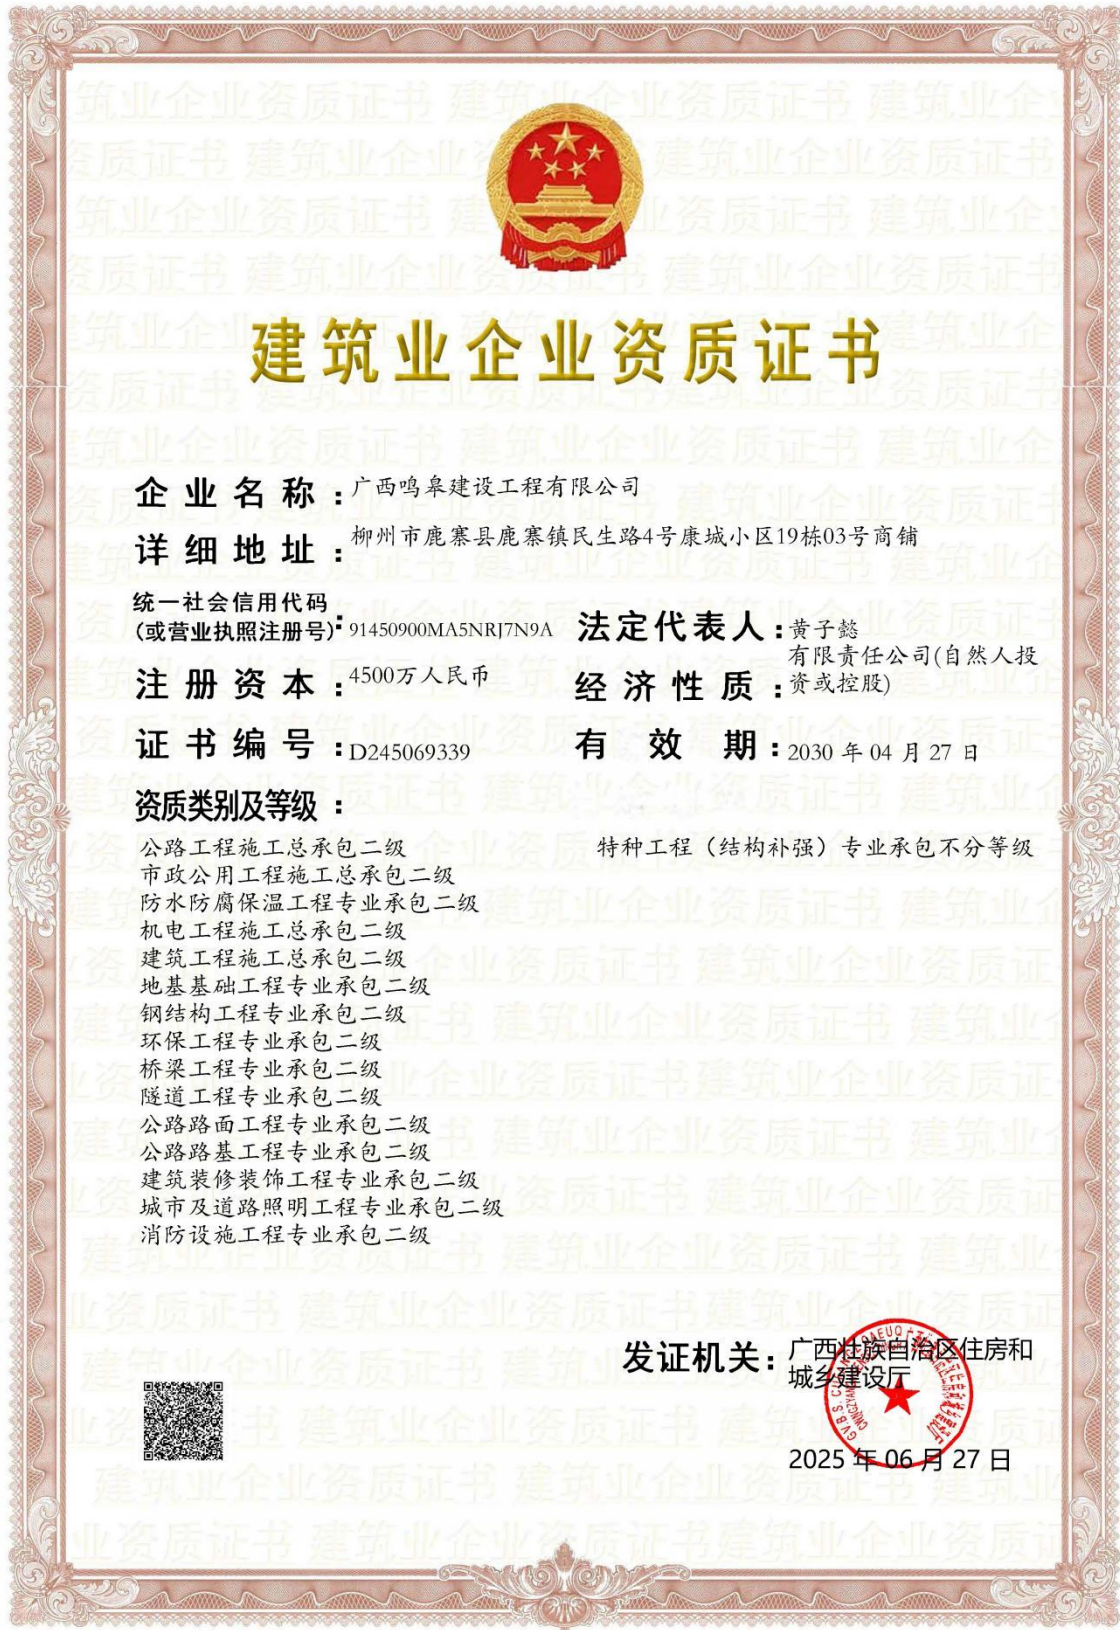 建筑业企业资质证书
企业名称：广西鸣皋建设工程有限公司
详细地址：柳州市鹿寨县鹿寨镇民生路4号康城小区19栋03号商铺
统一社会信用代码
(或营业执照注册号)：91450900MA5NRJ7N9A
法定代表人：黄子懿
注册资本：4500万人民币
经济性质：有限责任公司(自然人投
资或控股)
证书编号：D245069339
有效期：2030 年 04 月 27 日
资质类别及等级：
公路工程施工总承包二级
市政公用工程施工总承包二级
防水防腐保温工程专业承包二级
机电工程施工总承包二级
建筑工程施工总承包二级
地基基础工程专业承包二级
钢结构工程专业承包二级
环保工程专业承包二级
桥梁工程专业承包二级
隧道工程专业承包二级
公路路面工程专业承包二级
公路路基工程专业承包二级
建筑装修装饰工程专业承包二级
城市及道路照明工程专业承包二级
消防设施工程专业承包二级
特种工程（结构补强）专业承包不分等级
发证机关：广西壮族自治区住房和
城乡建设厅
2025 年 06 月 27 日